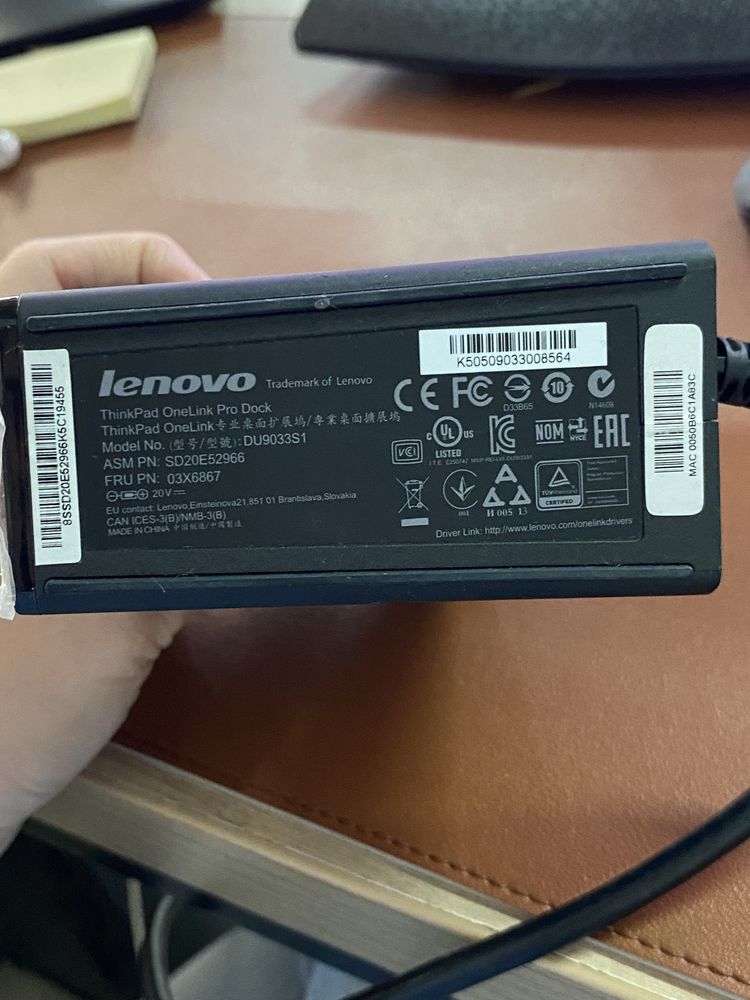 lenovo Trademark of Lenovo
ThinkPad OneLink Pro Dock
ThinkPad OneLink专业桌面扩展坞/專業桌面擴展塢
Model No. (型号/型號): DU9033S1
ASM PN: SD20E52966
FRU PN: 03X6867
20V
EU contact: Lenovo,Einsteinova21,851 01 Brantislava,Slovakia
CAN ICES-3(B)/NMB-3(B)
MADE IN CHINA 中国制造/中國製造
8SSD20E52966K5C19455
K50509033008564
CE FC 10
D33B65
N14608
C UL US
LISTED
I.T.E. E250747
VCI
NOM
NYCE
EAC
001
И 005 13
TÜVRheinland
CERTIFIED
Driver Link: http://www.lenovo.com/onelinkdrivers
MAC 0050B6C1A83C